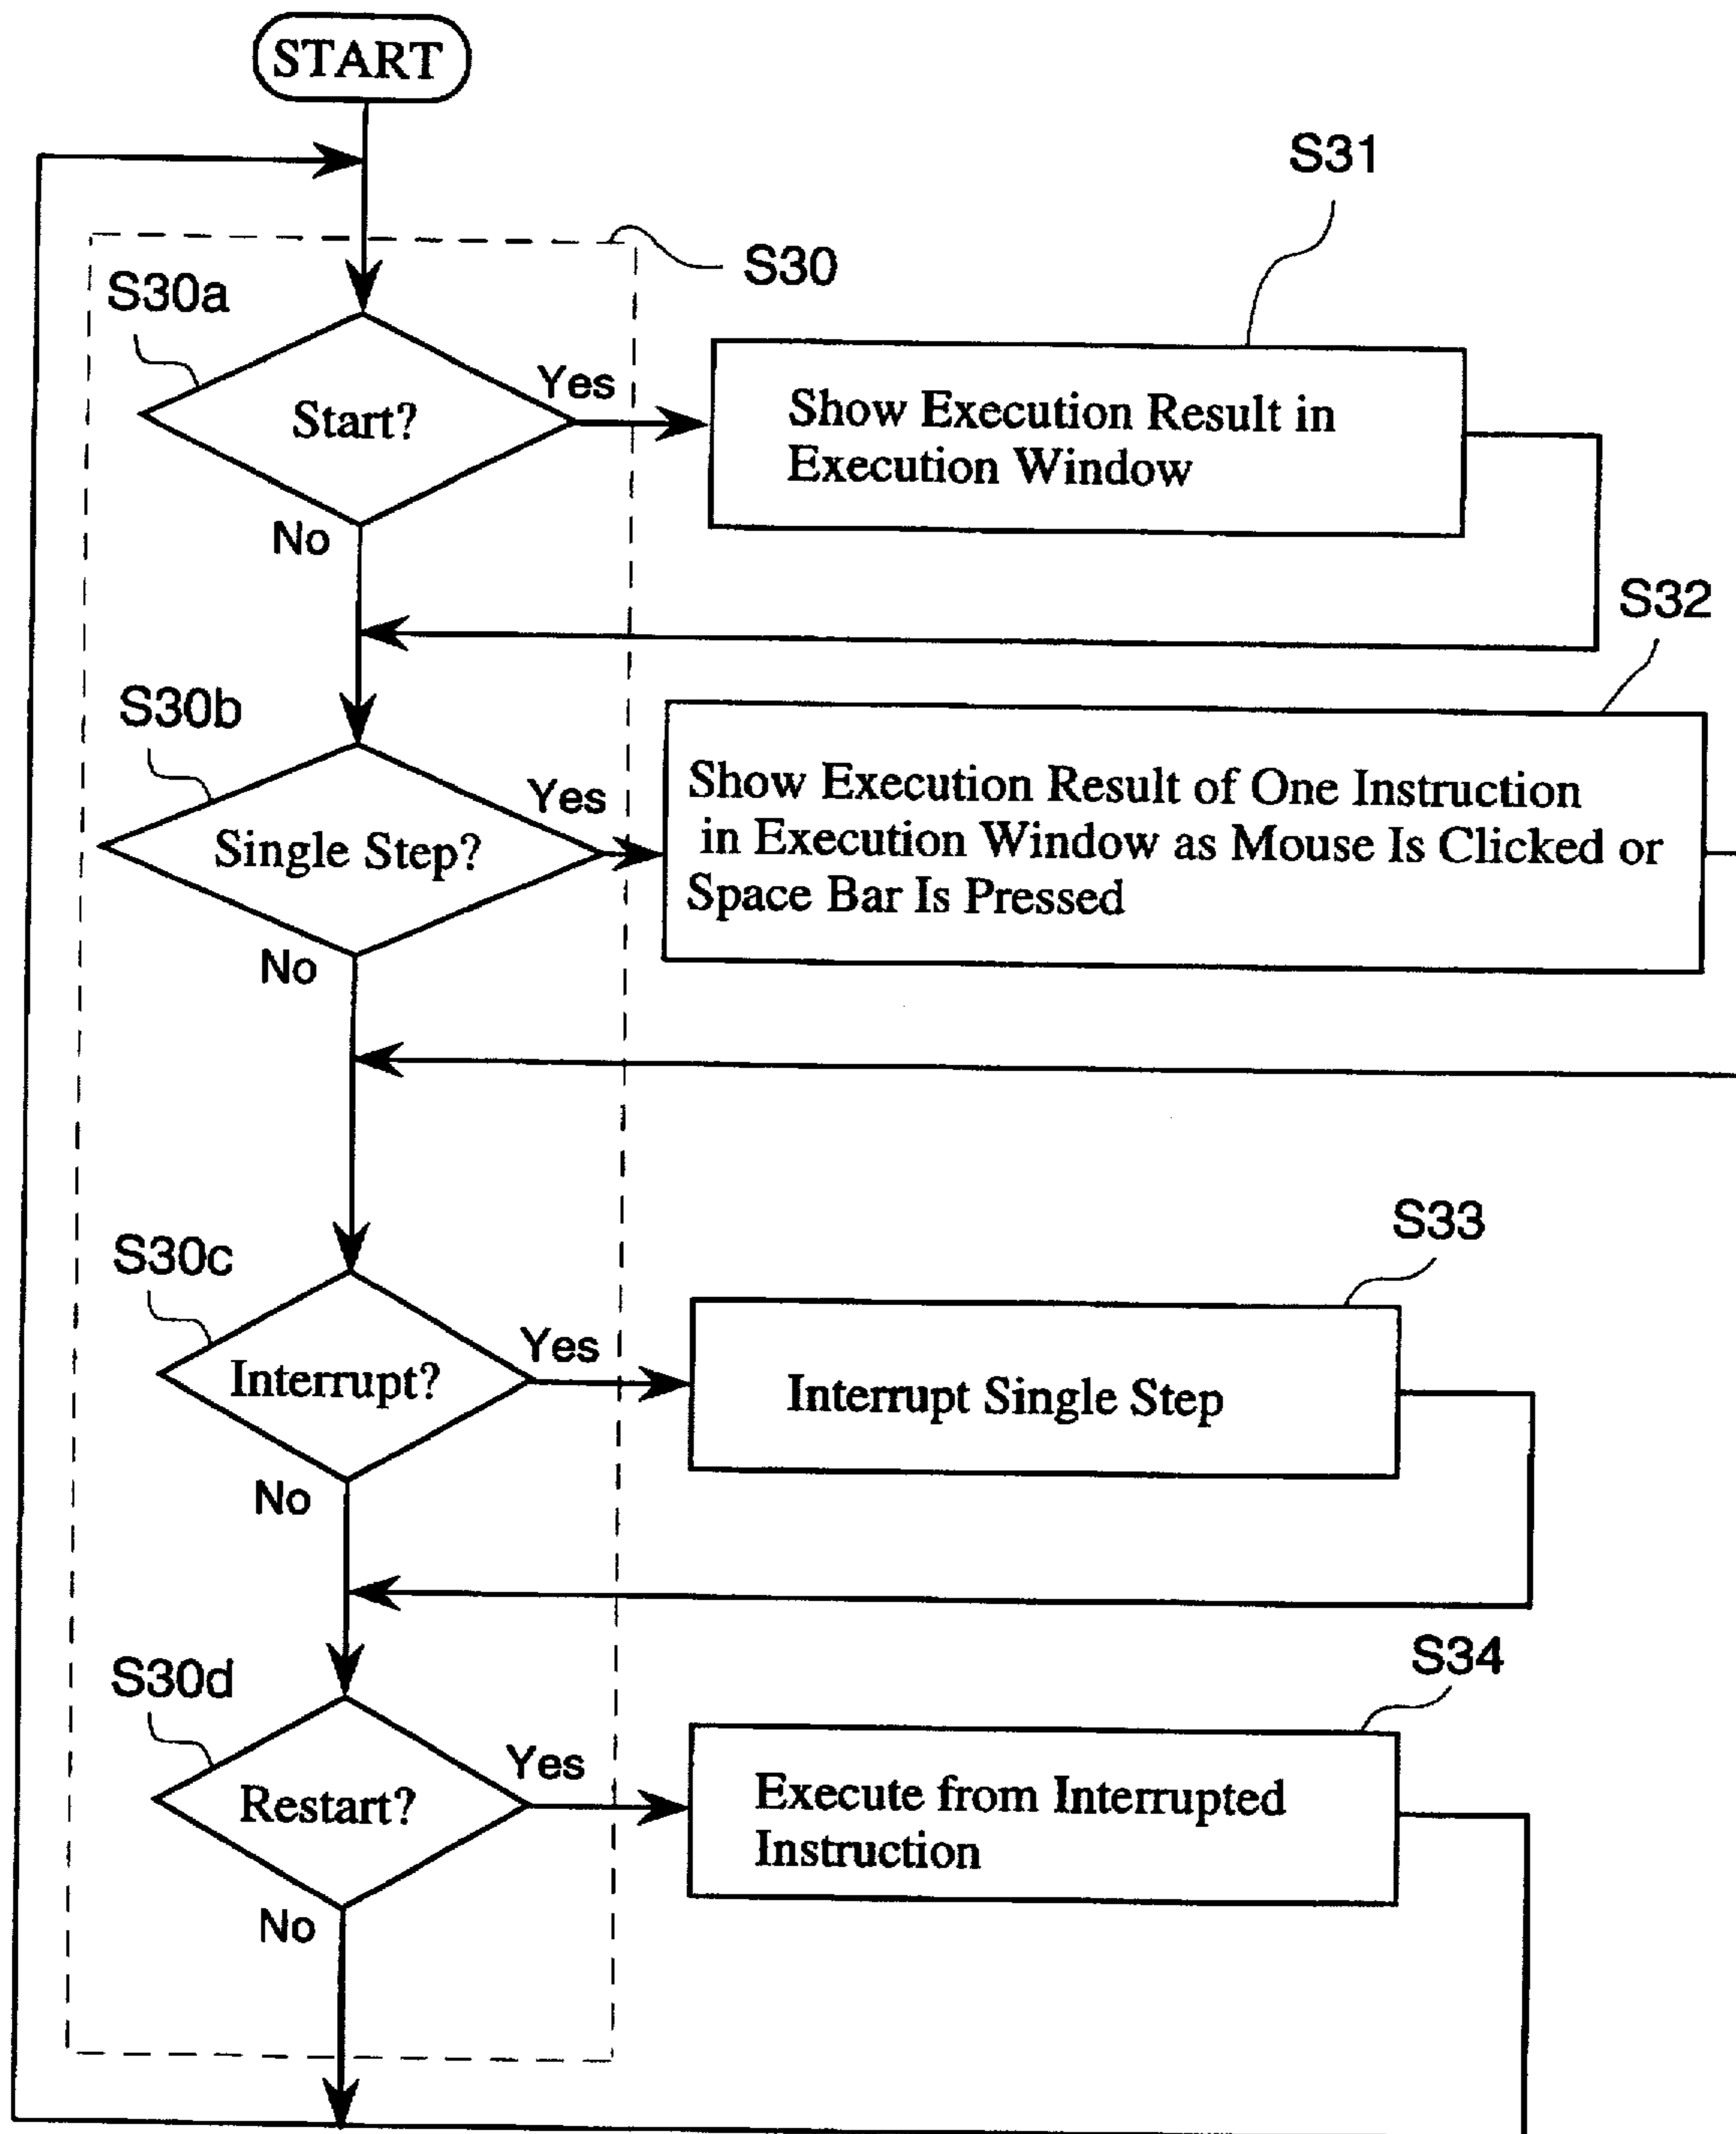 START
S31
S30
S30a
Start?
Yes
Show Execution Result in
Execution Window
No
S32
S30b
Single Step?
Yes
Show Execution Result of One Instruction
in Execution Window as Mouse Is Clicked or
Space Bar Is Pressed
No
S33
S30c
Interrupt?
Yes
Interrupt Single Step
No
S34
S30d
Restart?
Yes
Execute from Interrupted
Instruction
No